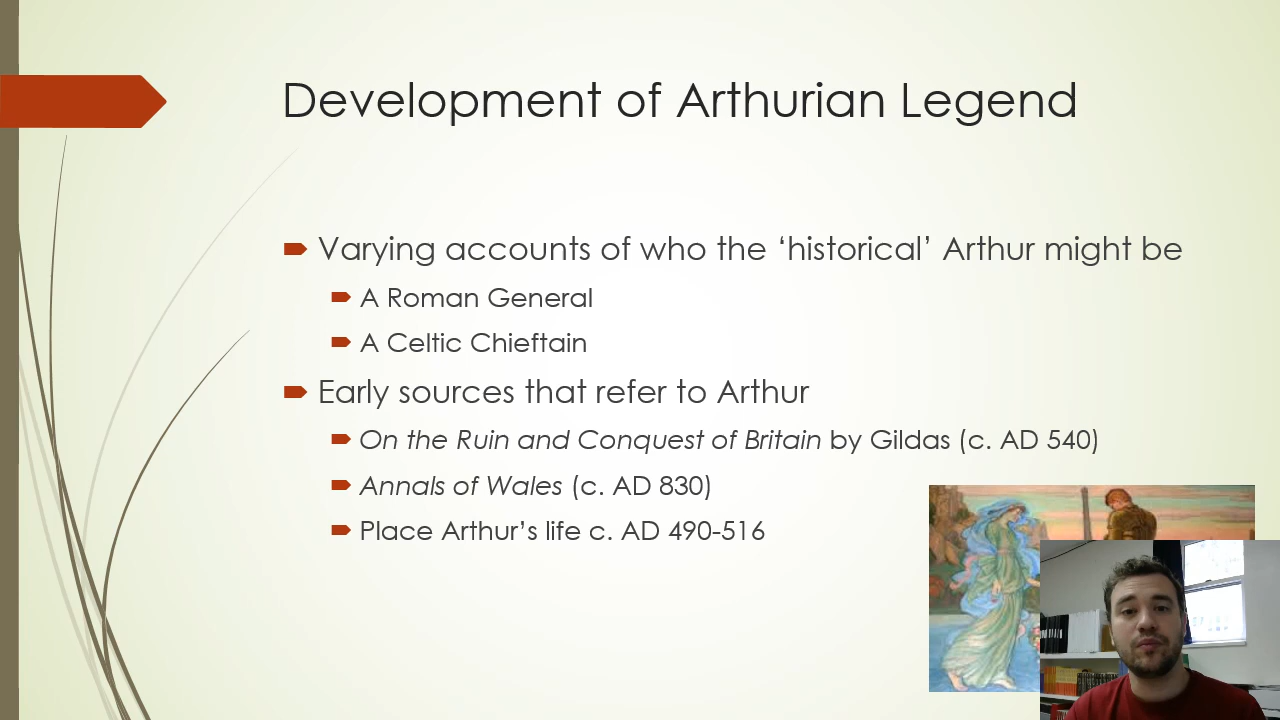 Development of Arthurian Legend
Varying accounts of who the ‘historical’ Arthur might be
A Roman General
A Celtic Chieftain
Early sources that refer to Arthur
On the Ruin and Conquest of Britain by Gildas (c. AD 540)
Annals of Wales (c. AD 830)
Place Arthur’s life c. AD 490-516